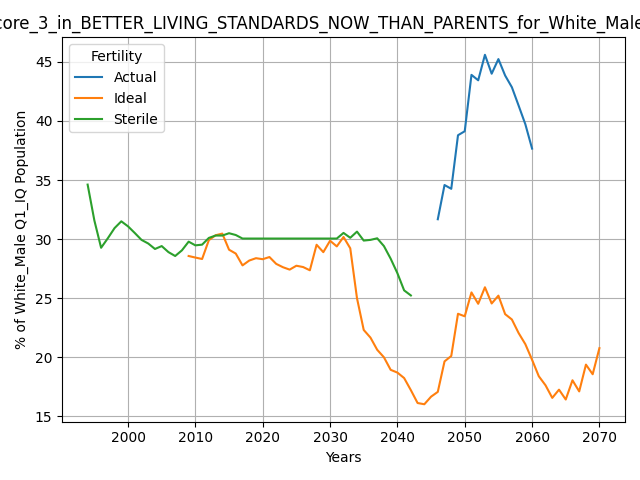 core_3_in_BETTER_LIVING_STANDARDS_NOW_THAN_PARENTS_for_White_Male
Fertility
Actual
Ideal
Sterile
% of White_Male Q1_IQ Population
45
40
35
30
25
20
15
2000 2010 2020 2030 2040 2050 2060 2070
Years